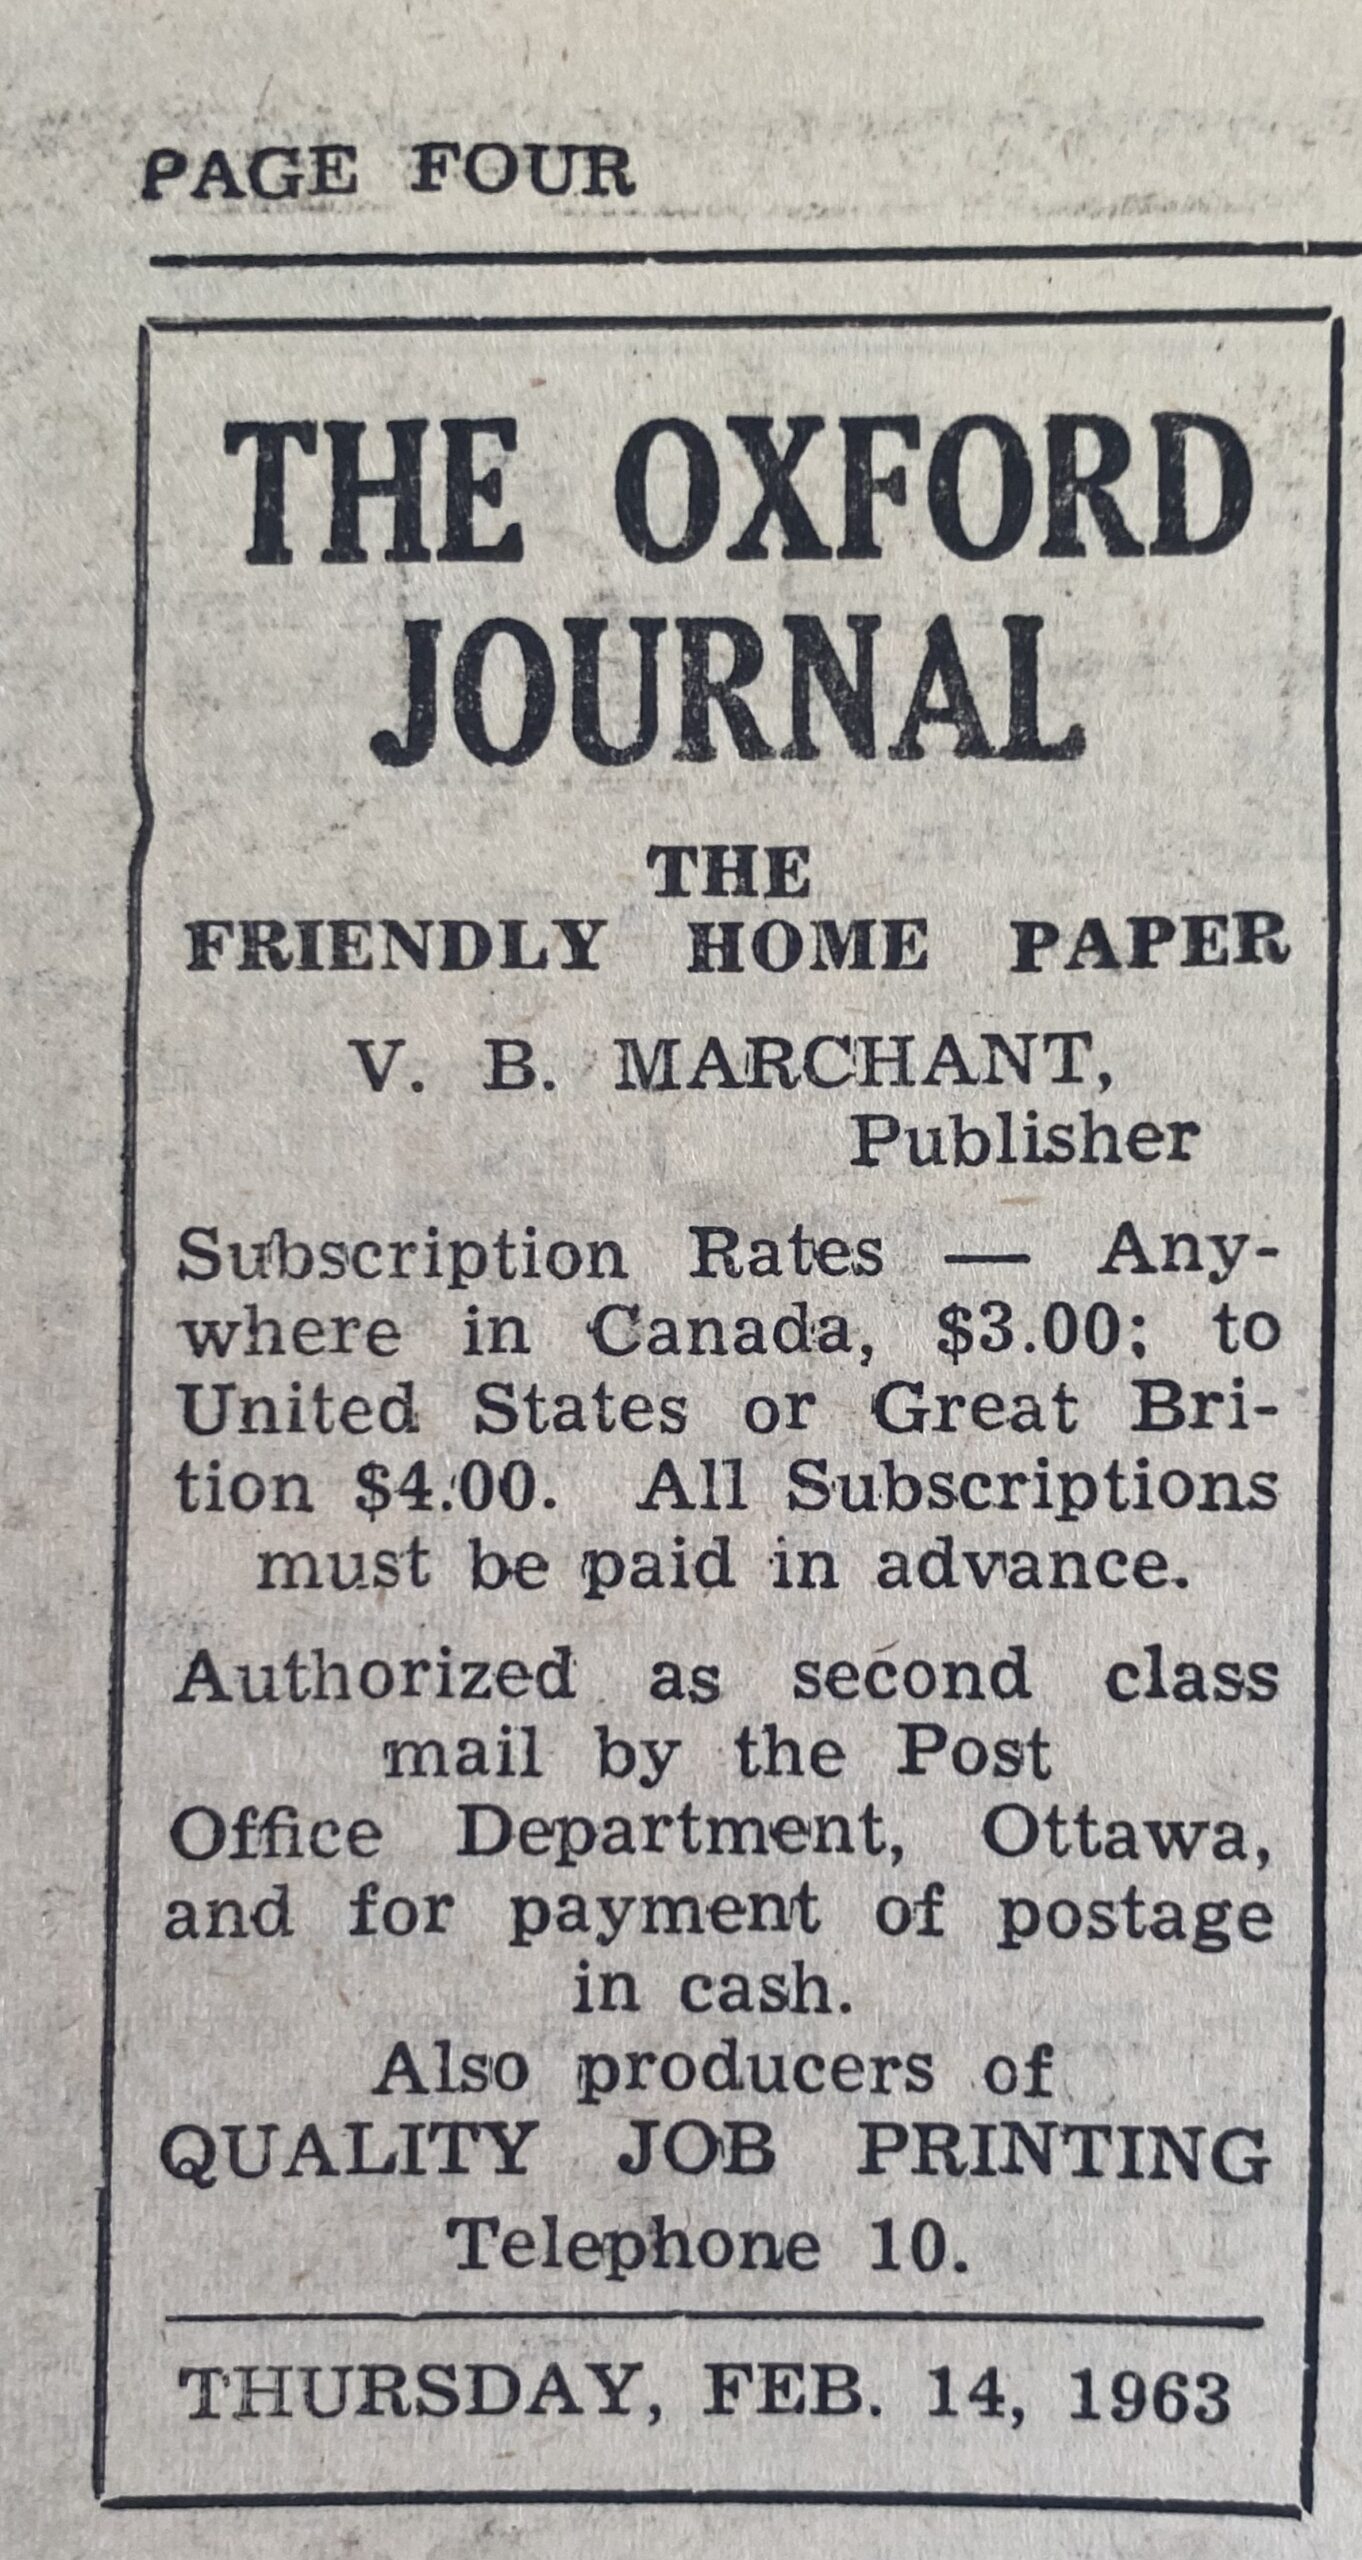 PAGE FOUR
THE OXFORD
JOURNAL
THE
FRIENDLY HOME PAPER
V. B. MARCHANT,
Publisher
Subscription Rates — Any-
where in Canada, $3.00; to
United States or Great Bri-
tion $4.00. All Subscriptions
must be paid in advance.
Authorized as second class
mail by the Post
Office Department, Ottawa,
and for payment of postage
in cash.
Also producers of
QUALITY JOB PRINTING
Telephone 10.
THURSDAY, FEB. 14, 1963